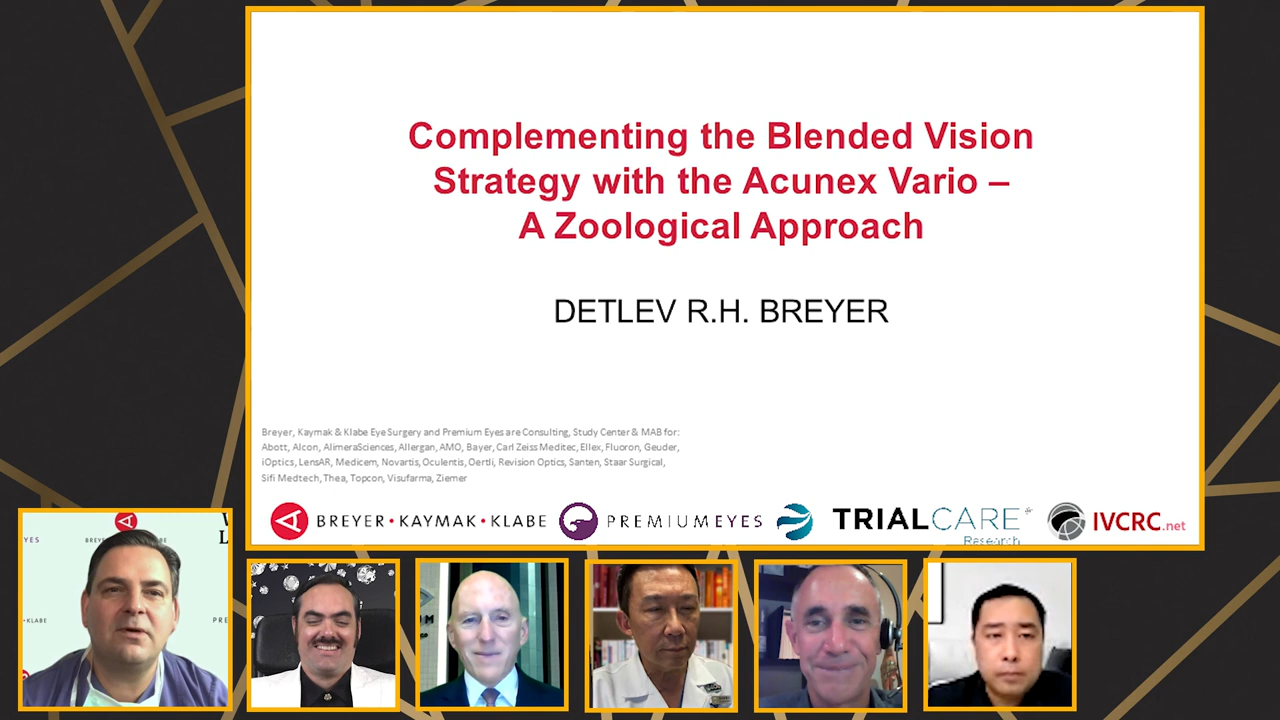 Complementing the Blended Vision
Strategy with the Acunex Vario –
A Zoological Approach
DETLEV R.H. BREYER
Breyer, Kaymak & Klabe Eye Surgery and Premium Eyes are Consulting, Study Center & MAB for:
Abott, Alcon, AlimeraSciences, Allergan, AMO, Bayer, Carl Zeiss Meditec, Ellex, Fluoron, Geuder,
iOptics, LensAR, Medicem, Novartis, Oculentis, Oertli, Revision Optics, Santen, Staar Surgical,
Sifi Medtech, Thea, Topcon, Visufarma, Ziemer
BREYER • KAYMAK • KLABE
PREMIUMEYES
TRIALCARE
Research
IVCRC.net
EYES
KLABE
PRE